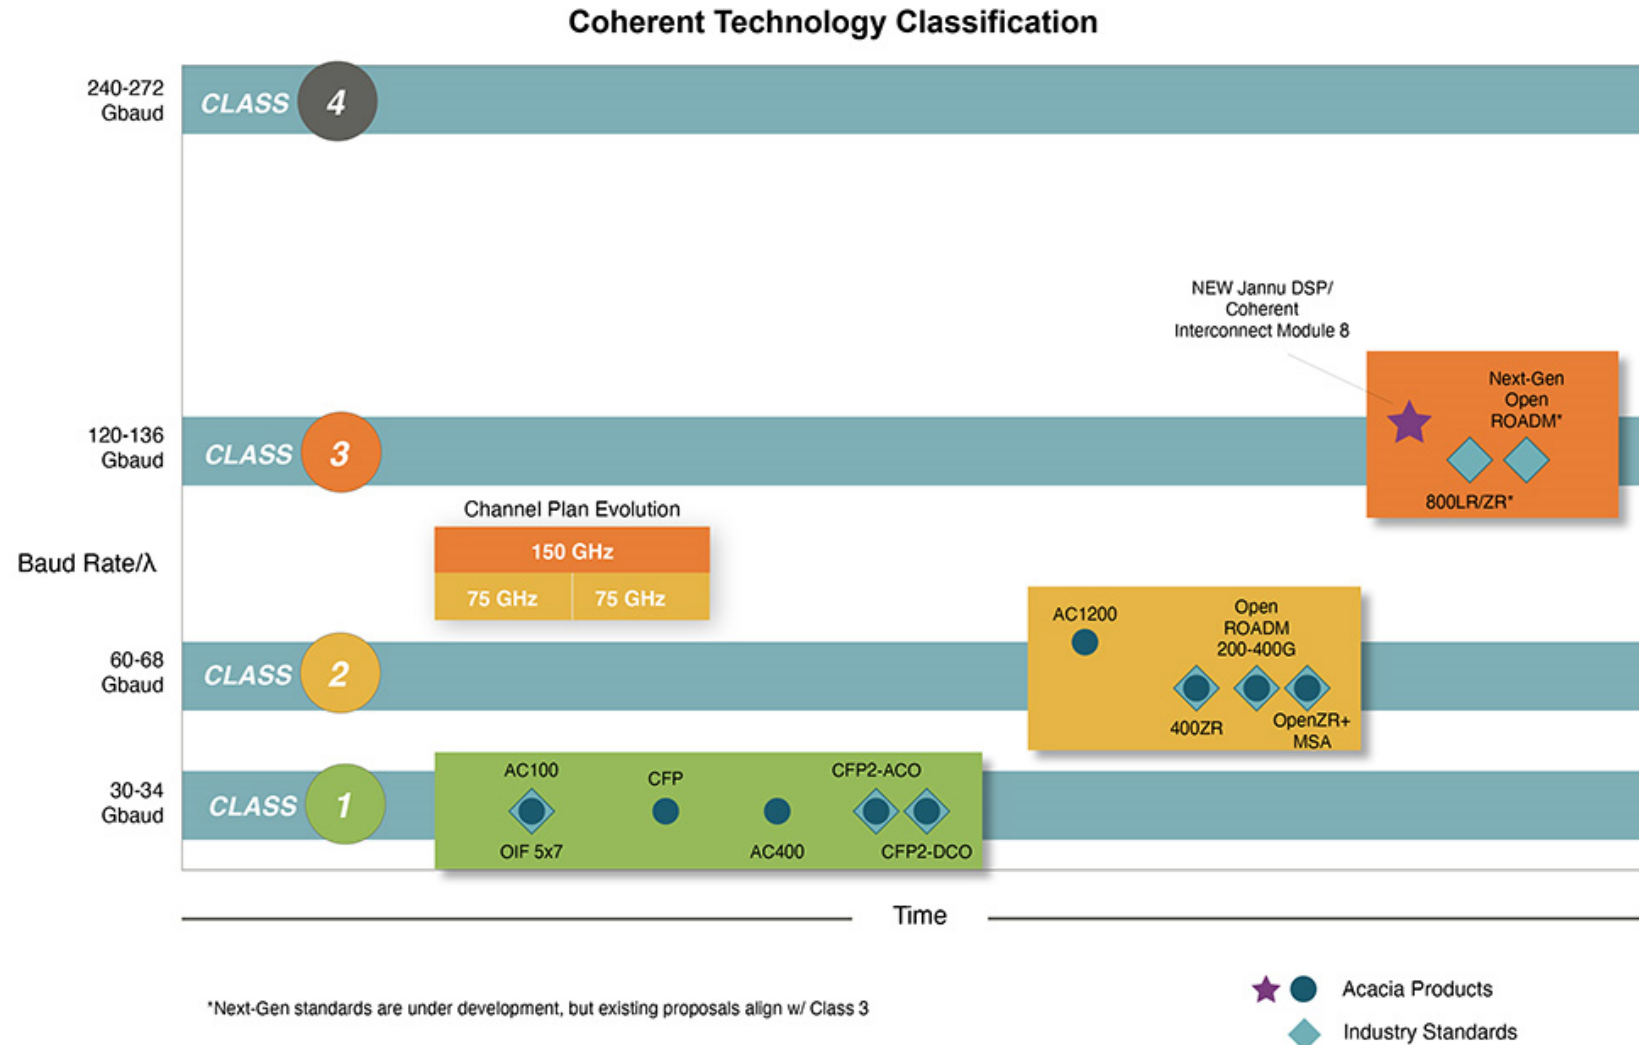 Coherent Technology Classification
240-272
Gbaud
CLASS 4
NEW Jannu DSP/
Coherent
Interconnect Module 8
Next-Gen
Open
ROADM*
120-136
Gbaud
CLASS 3
800LR/ZR*
Channel Plan Evolution
150 GHz
75 GHz 75 GHz
Baud Rate/λ
AC1200
Open
ROADM
200-400G
60-68
Gbaud
CLASS 2
400ZR
OpenZR+
MSA
30-34
Gbaud
CLASS 1
AC100
CFP
CFP2-ACO
OIF 5x7
AC400
CFP2-DCO
Time
*Next-Gen standards are under development, but existing proposals align w/ Class 3
Acacia Products
Industry Standards